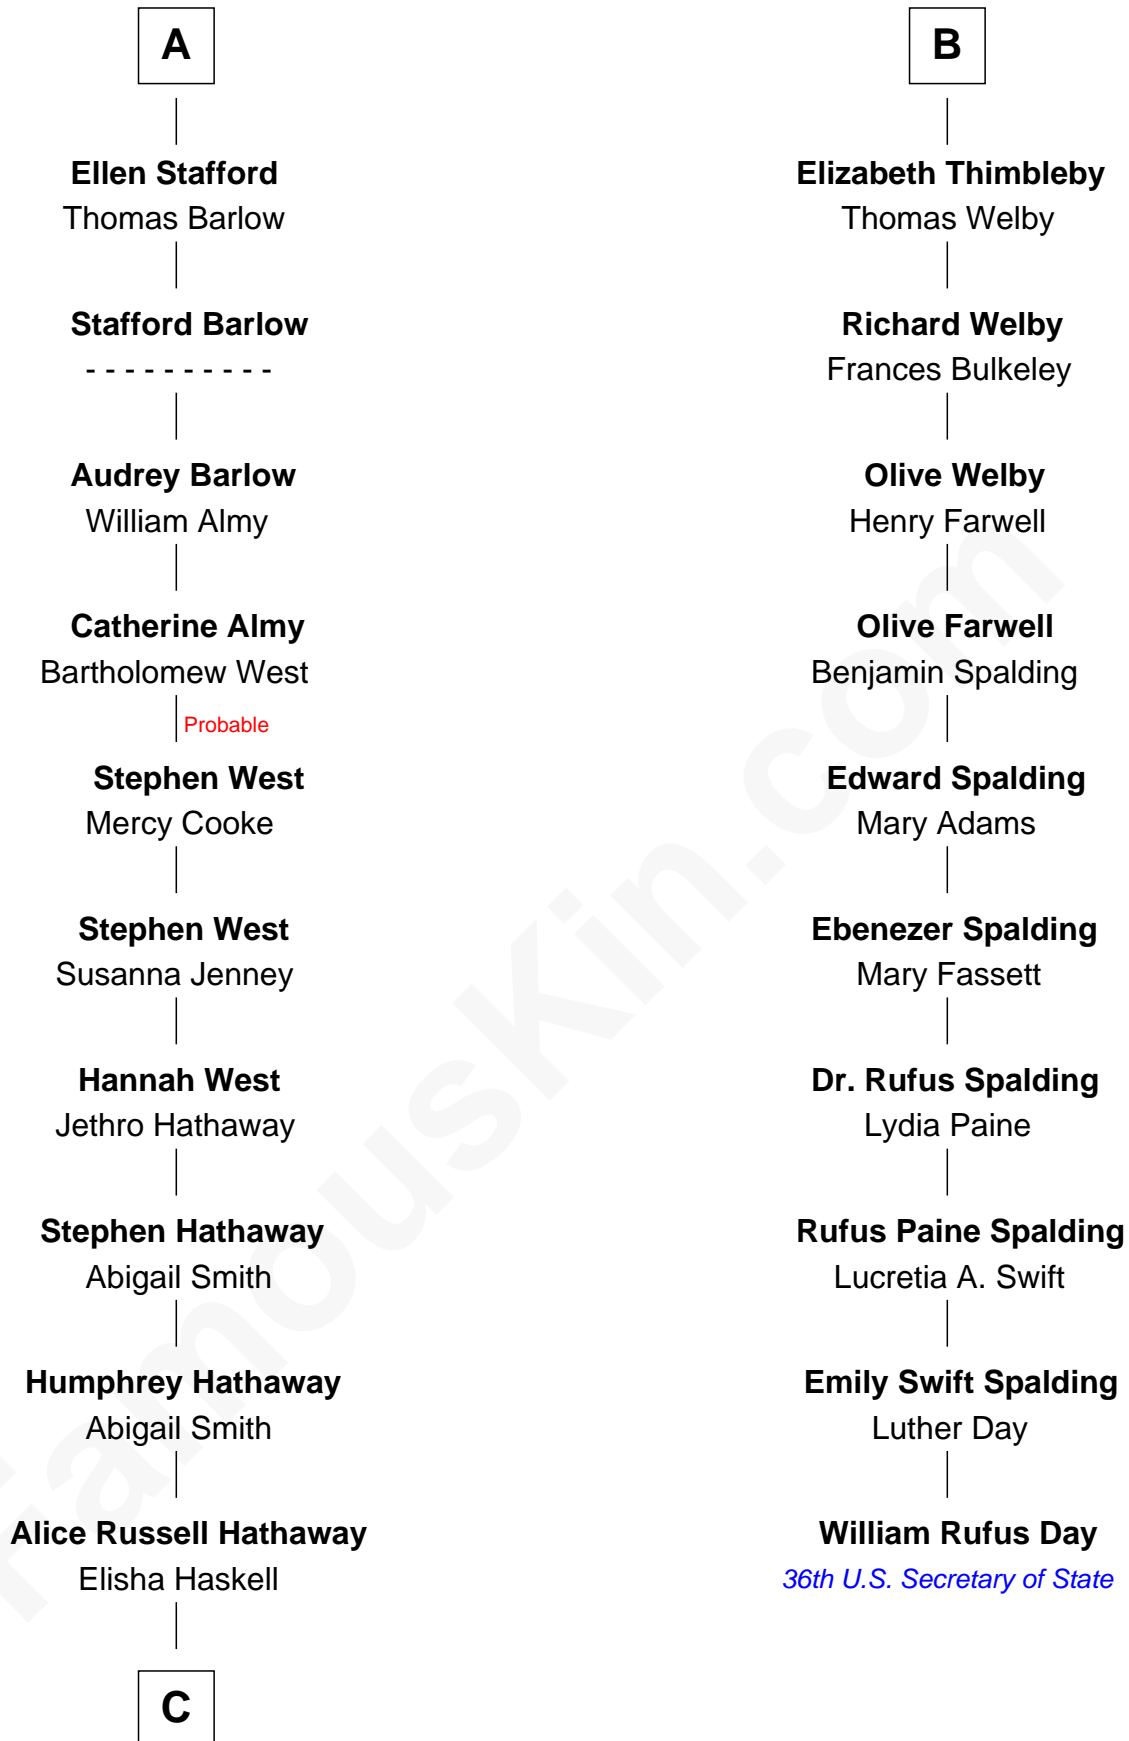 A
Ellen Stafford
Thomas Barlow
Stafford Barlow
- - - - - - - - - -
Audrey Barlow
William Almy
Catherine Almy
Bartholomew West
Probable
Stephen West
Mercy Cooke
Stephen West
Susanna Jenney
Hannah West
Jethro Hathaway
Stephen Hathaway
Abigail Smith
Humphrey Hathaway
Abigail Smith
Alice Russell Hathaway
Elisha Haskell
C
B
Elizabeth Thimbleby
Thomas Welby
Richard Welby
Frances Bulkeley
Olive Welby
Henry Farwell
Olive Farwell
Benjamin Spalding
Edward Spalding
Mary Adams
Ebenezer Spalding
Mary Fassett
Dr. Rufus Spalding
Lydia Paine
Rufus Paine Spalding
Lucretia A. Swift
Emily Swift Spalding
Luther Day
William Rufus Day
36th U.S. Secretary of State
FamousKin.com